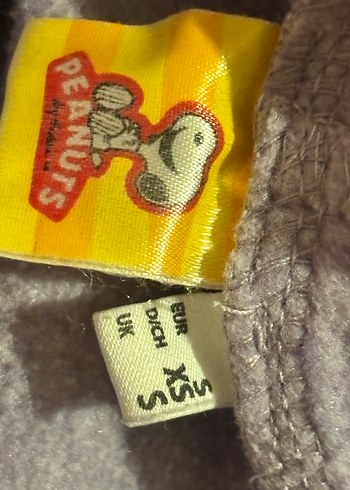 PEANUTS
EUR S
D/CH XS
UK S